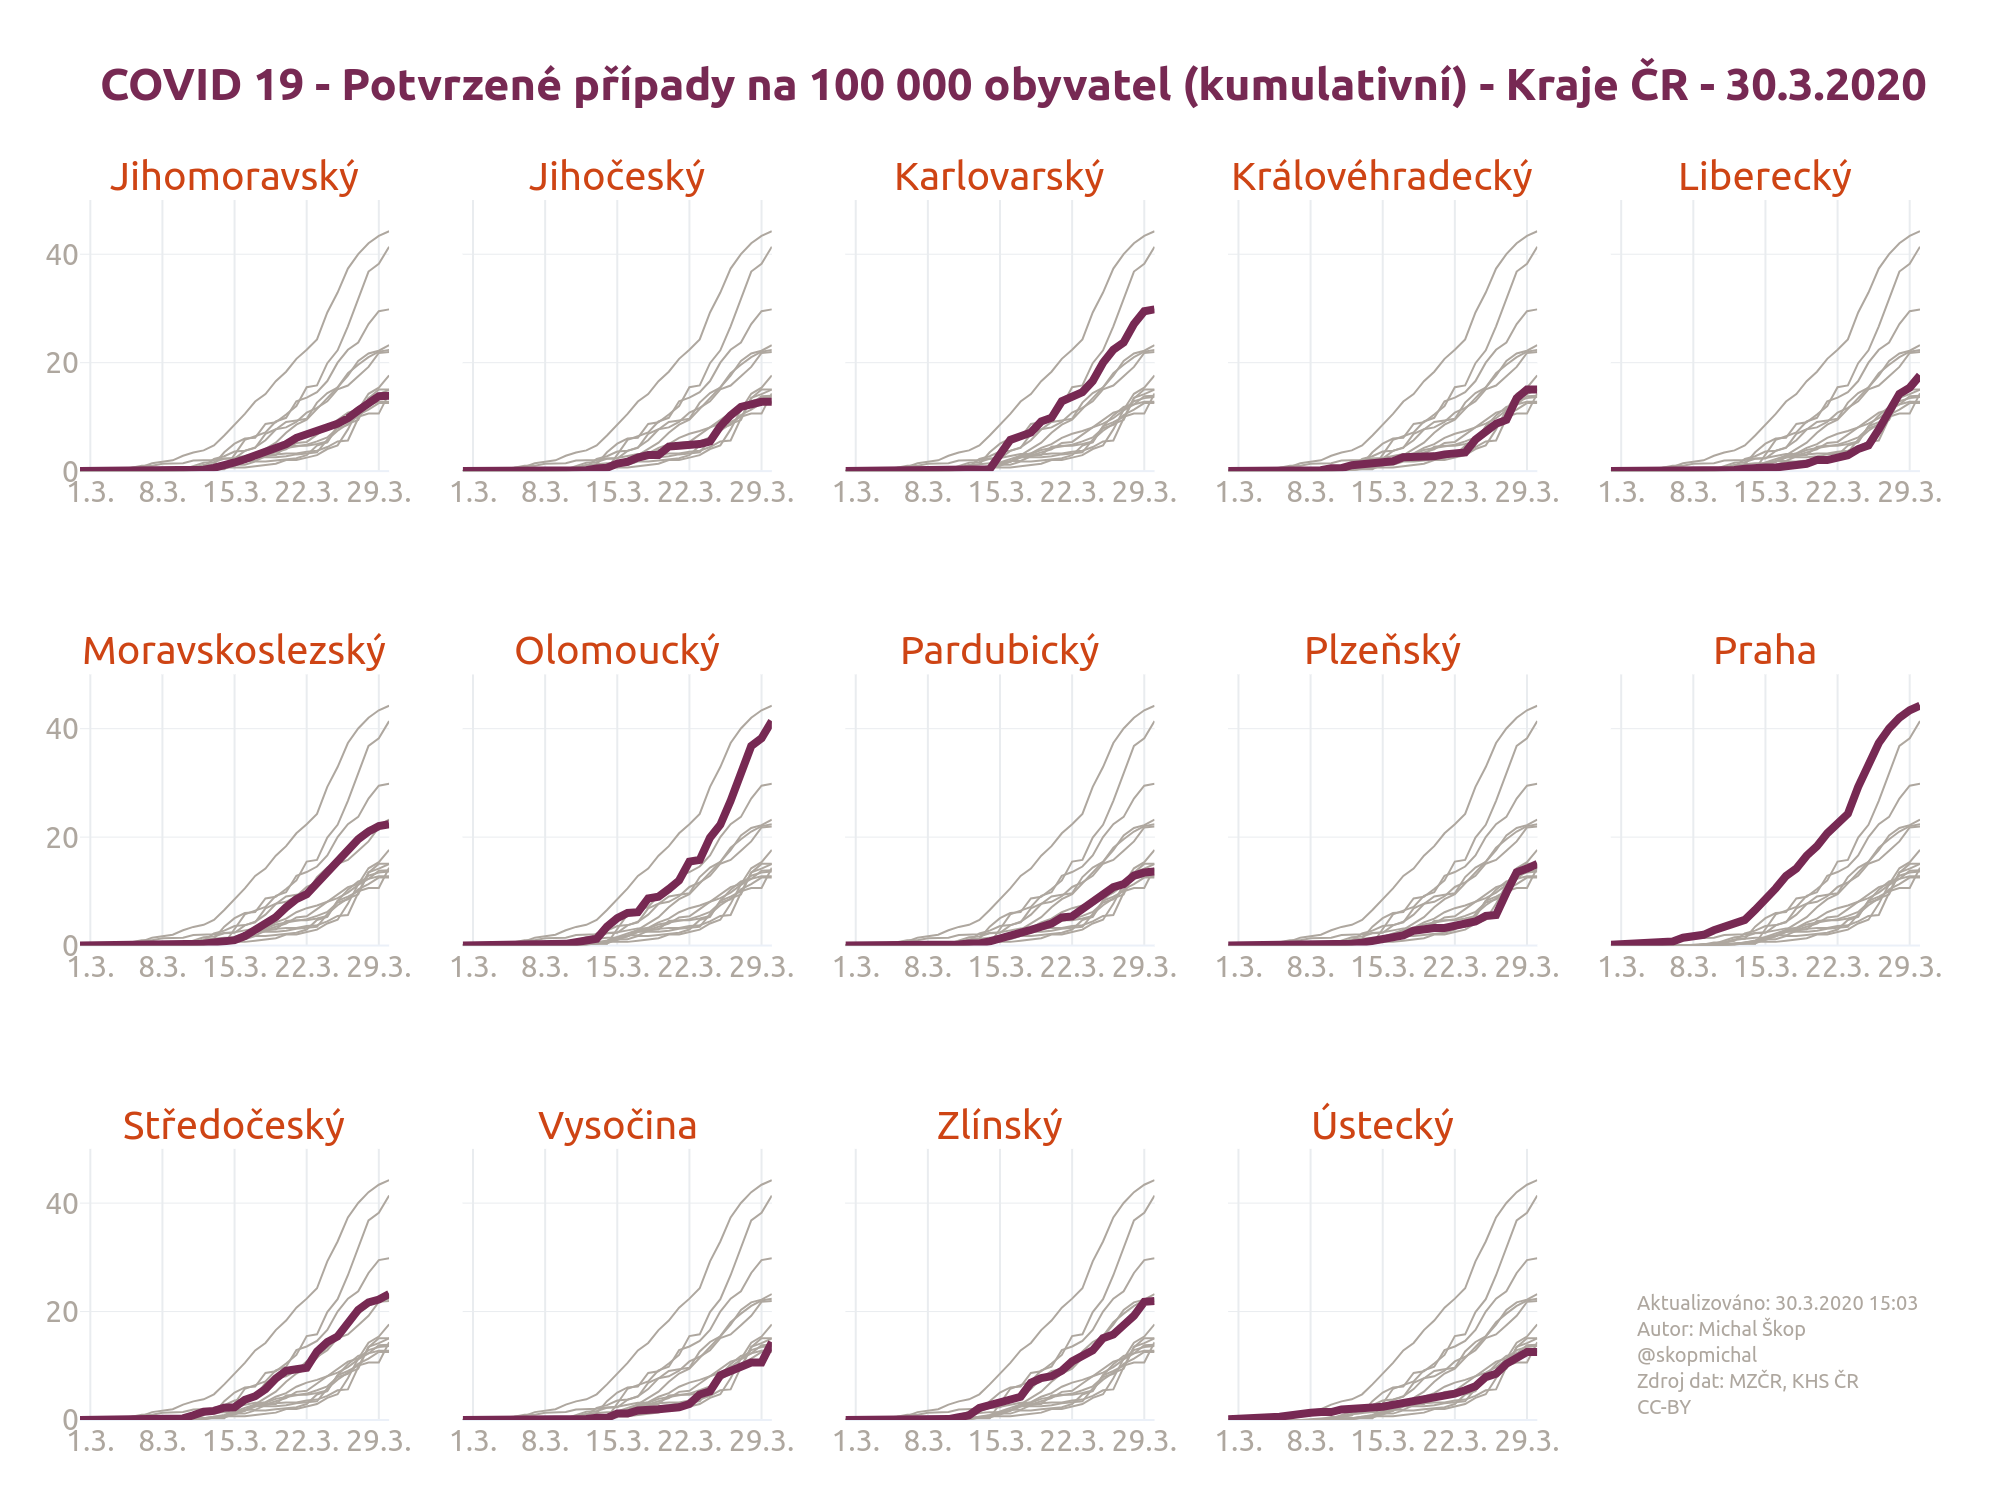 COVID 19 - Potvrzené případy na 100 000 obyvatel (kumulativní) - Kraje ČR - 30.3.2020
Jihomoravský Jihočeský Karlovarský Královéhradecký Liberecký
40
20
0
1.3. 8.3. 15.3. 22.3. 29.3. 1.3. 8.3. 15.3. 22.3. 29.3. 1.3. 8.3. 15.3. 22.3. 29.3. 1.3. 8.3. 15.3. 22.3. 29.3. 1.3. 8.3. 15.3. 22.3. 29.3.
Moravskoslezský Olomoucký Pardubický Plzeňský Praha
40
20
0
1.3. 8.3. 15.3. 22.3. 29.3. 1.3. 8.3. 15.3. 22.3. 29.3. 1.3. 8.3. 15.3. 22.3. 29.3. 1.3. 8.3. 15.3. 22.3. 29.3. 1.3. 8.3. 15.3. 22.3. 29.3.
Středočeský Vysočina Zlínský Ústecký
40
20
0
1.3. 8.3. 15.3. 22.3. 29.3. 1.3. 8.3. 15.3. 22.3. 29.3. 1.3. 8.3. 15.3. 22.3. 29.3. 1.3. 8.3. 15.3. 22.3. 29.3.
Aktualizováno: 30.3.2020 15:03
Autor: Michal Škop
@skopmichal
Zdroj dat: MZČR, KHS ČR
CC-BY